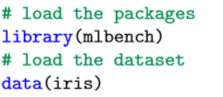 # load the packages
library(mlbench)
# load the dataset
data(iris)